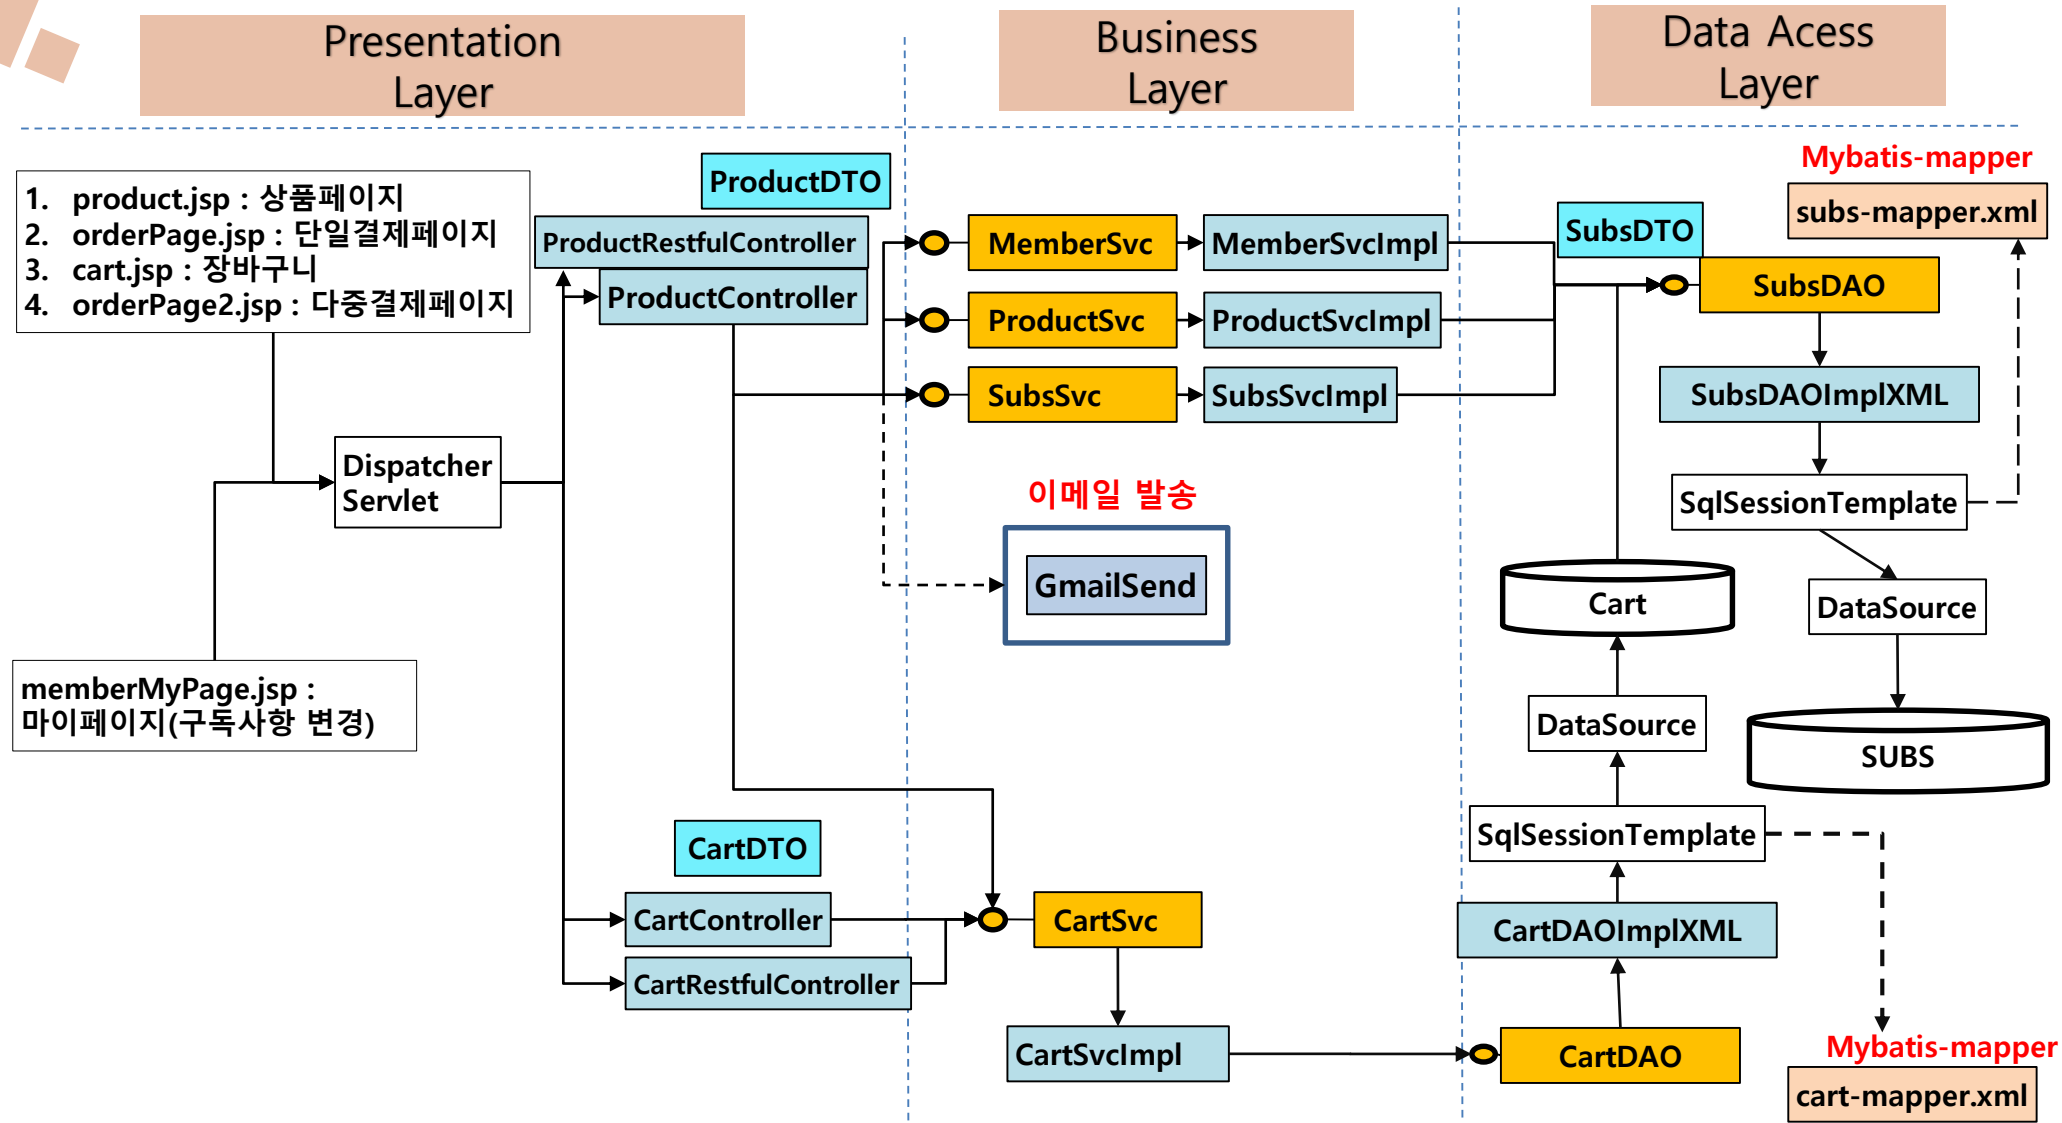 Presentation
Layer
Business
Layer
Data Acess
Layer
1. product.jsp : 상품페이지
2. orderPage.jsp : 단일결제페이지
3. cart.jsp : 장바구니
4. orderPage2.jsp : 다중결제페이지
memberMyPage.jsp :
마이페이지(구독사항 변경)
Dispatcher
Servlet
ProductDTO
ProductRestfulController
ProductController
CartDTO
CartController
CartRestfulController
MemberSvc
MemberSvcImpl
ProductSvc
ProductSvcImpl
SubsSvc
SubsSvcImpl
이메일 발송
GmailSend
CartSvc
CartSvcImpl
Mybatis-mapper
subs-mapper.xml
SubsDTO
SubsDAO
SubsDAOImplXML
SqlSessionTemplate
DataSource
SUBS
Cart
DataSource
SqlSessionTemplate
CartDAOImplXML
CartDAO
Mybatis-mapper
cart-mapper.xml